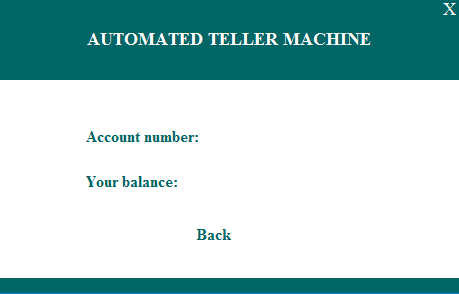 X
AUTOMATED TELLER MACHINE
Account number:
Your balance:
Back